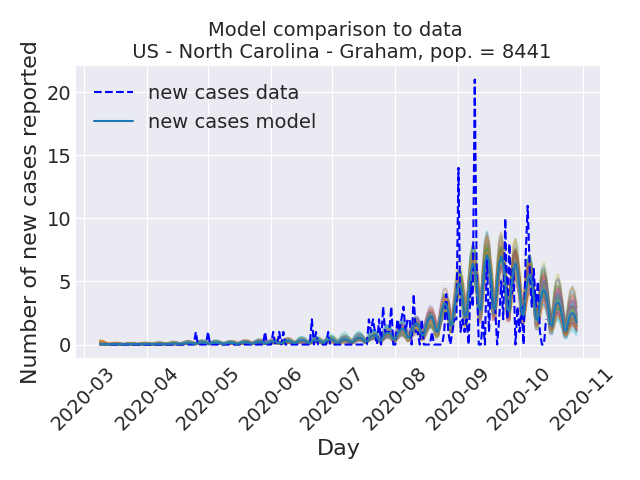 Model comparison to data
US - North Carolina - Graham, pop. = 8441
Number of new cases reported
new cases data
new cases model
20
15
10
5
0
2020-03
2020-04
2020-05
2020-06
2020-07
2020-08
2020-09
2020-10
2020-11
Day